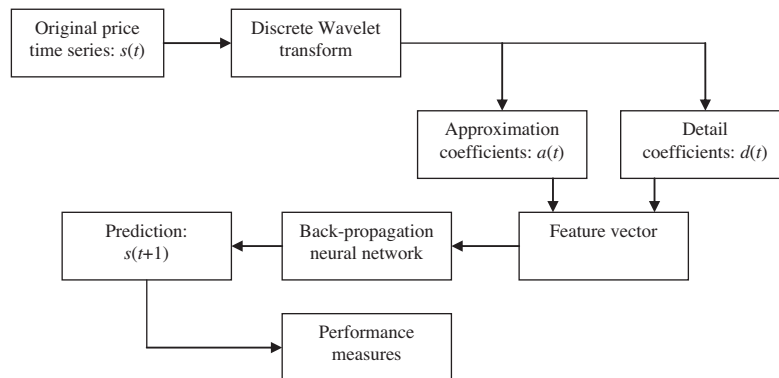 Original price
time series: s(t)
Discrete Wavelet
transform
Approximation
coefficients: a(t)
Detail
coefficients: d(t)
Prediction:
s(t+1)
Back-propagation
neural network
Feature vector
Performance
measures